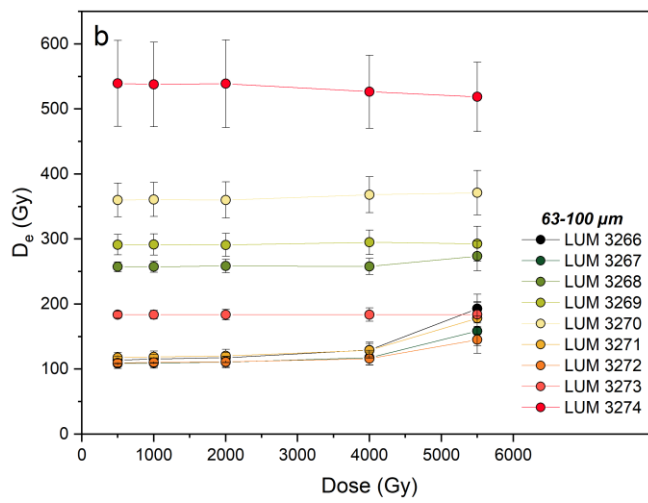 b
600
500
400
300
200
100
0
De (Gy)
0 1000 2000 3000 4000 5000 6000
Dose (Gy)
63-100 µm
LUM 3266
LUM 3267
LUM 3268
LUM 3269
LUM 3270
LUM 3271
LUM 3272
LUM 3273
LUM 3274